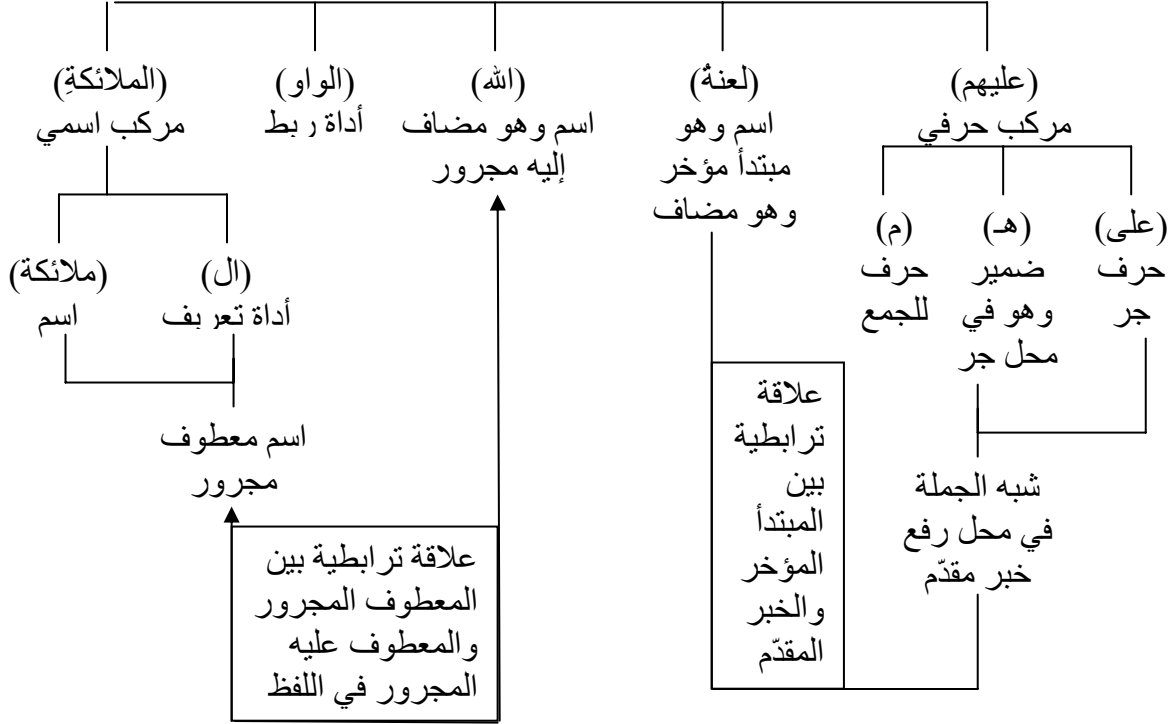 (عليهم)
مركب حرفي
(لعنةُ)
اسم وهو
مبتدأ مؤخر
وهو مضاف
(الله)
اسم وهو مضاف
إليه مجرور
(الواو)
أداة ربط
(الملائكةِ)
مركب اسمي
(على)
حرف
جر
(هـ)
ضمير
وهو في
محل جر
(م)
حرف
للجمع
(ال)
أداة تعريف
(ملائكة)
اسم
شبه الجملة
في محل رفع
خبر مقدّم
علاقة
ترابطية
بين
المبتدأ
المؤخر
والخبر
المقدّم
اسم معطوف
مجرور
علاقة ترابطية بين
المعطوف المجرور
والمعطوف عليه
المجرور في اللفظ